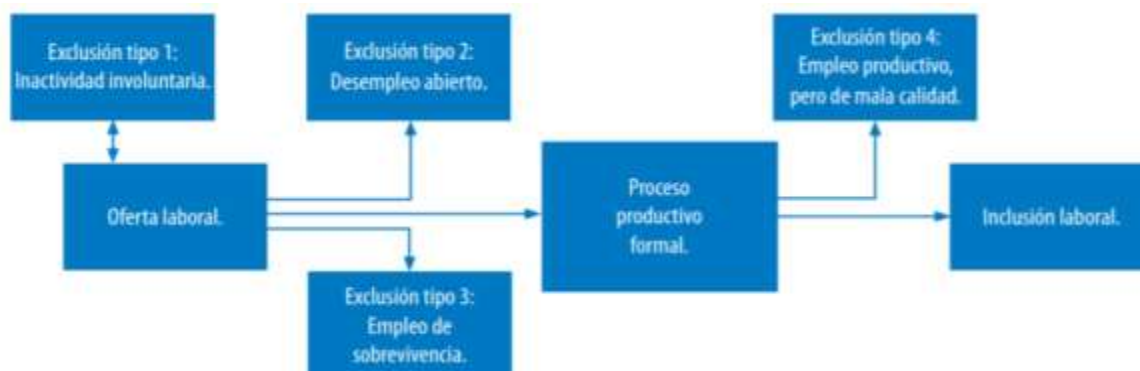 Exclusión tipo 1:
Inactividad involuntaria.
Exclusión tipo 2:
Desempleo abierto.
Exclusión tipo 4:
Empleo productivo,
pero de mala calidad.
Oferta laboral.
Proceso
productivo
formal.
Inclusión laboral.
Exclusión tipo 3:
Empleo de
sobrevivencia.